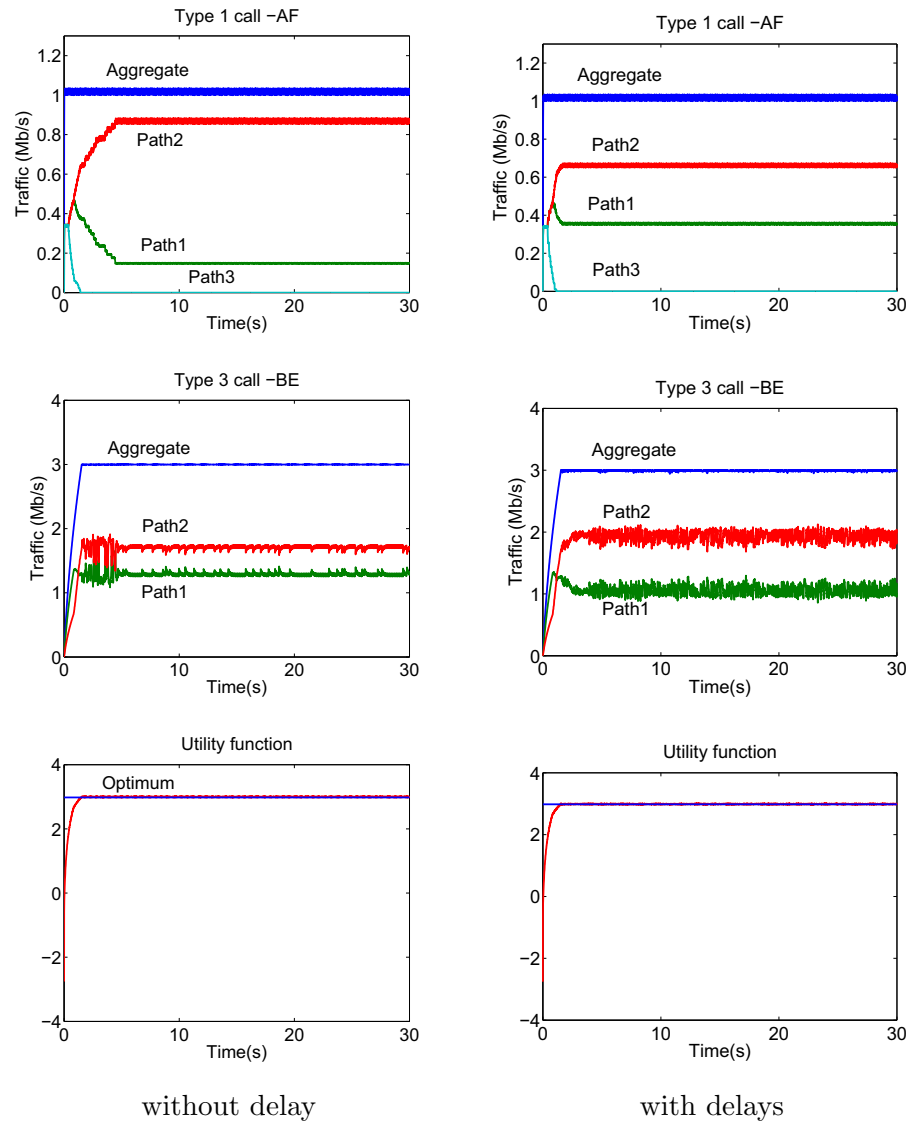 Type 1 call −AF
1.2
1
0.8
0.6
0.4
0.2
0
Traffic (Mb/s)
Aggregate
Path2
Path1
Path3
0 10 20 30
Time(s)
Type 1 call −AF
1.2
1
0.8
0.6
0.4
0.2
0
Traffic (Mb/s)
Aggregate
Path2
Path1
Path3
0 10 20 30
Time(s)
Type 3 call −BE
4
3
2
1
0
Traffic (Mb/s)
Aggregate
Path2
Path1
0 10 20 30
Time(s)
Type 3 call −BE
4
3
2
1
0
Traffic (Mb/s)
Aggregate
Path2
Path1
0 10 20 30
Time(s)
Utility function
4
2
0
−2
−4
Optimum
0 10 20 30
Time(s)
Utility function
4
2
0
−2
−4
0 10 20 30
Time(s)
without delay
with delays